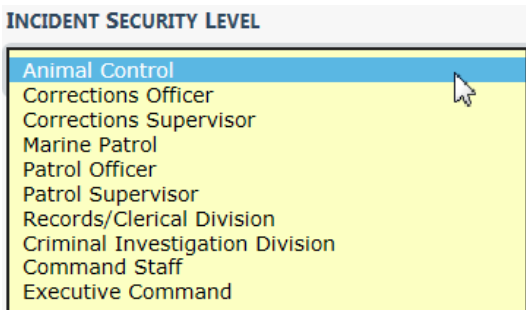 INCIDENT SECURITY LEVEL
Animal Control
Corrections Officer
Corrections Supervisor
Marine Patrol
Patrol Officer
Patrol Supervisor
Records/Clerical Division
Criminal Investigation Division
Command Staff
Executive Command